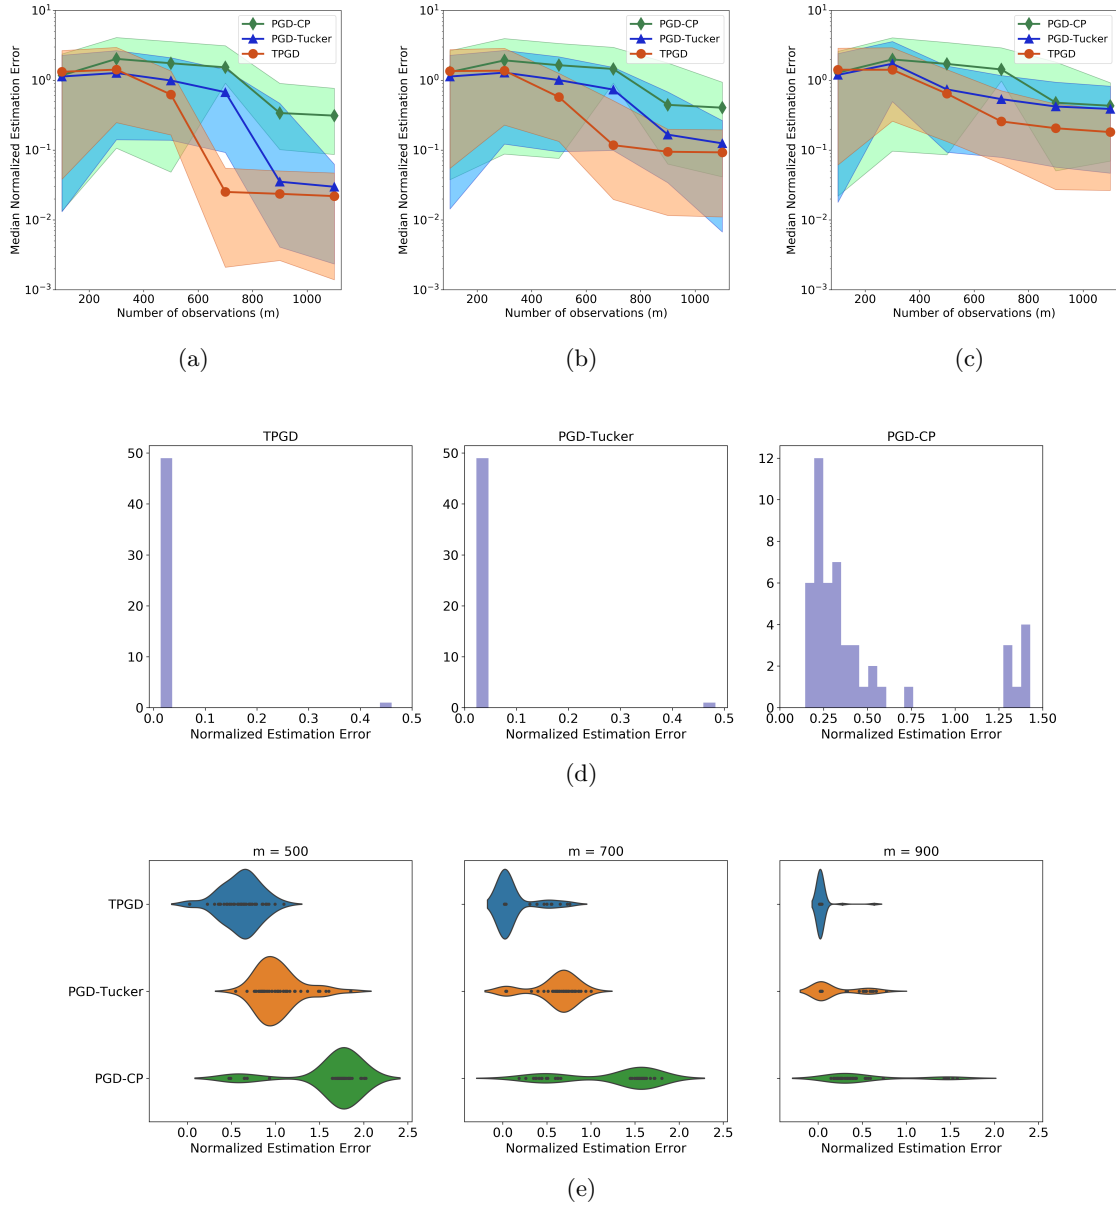 10¹
10⁰
10⁻¹
10⁻²
10⁻³
Median Normalized Estimation Error
PGD-CP
PGD-Tucker
TPGD
200 400 600 800 1000
Number of observations (m)
(a)
10¹
10⁰
10⁻¹
10⁻²
10⁻³
Median Normalized Estimation Error
PGD-CP
PGD-Tucker
TPGD
200 400 600 800 1000
Number of observations (m)
(b)
10¹
10⁰
10⁻¹
10⁻²
10⁻³
Median Normalized Estimation Error
PGD-CP
PGD-Tucker
TPGD
200 400 600 800 1000
Number of observations (m)
(c)
TPGD
50
40
30
20
10
0
0.0 0.1 0.2 0.3 0.4 0.5
Normalized Estimation Error
PGD-Tucker
50
40
30
20
10
0
0.0 0.1 0.2 0.3 0.4 0.5
Normalized Estimation Error
PGD-CP
12
10
8
6
4
2
0
0.00 0.25 0.50 0.75 1.00 1.25 1.50
Normalized Estimation Error
(d)
m = 500
TPGD
PGD-Tucker
PGD-CP
0.0 0.5 1.0 1.5 2.0 2.5
Normalized Estimation Error
m = 700
0.0 0.5 1.0 1.5 2.0 2.5
Normalized Estimation Error
m = 900
0.0 0.5 1.0 1.5 2.0 2.5
Normalized Estimation Error
(e)